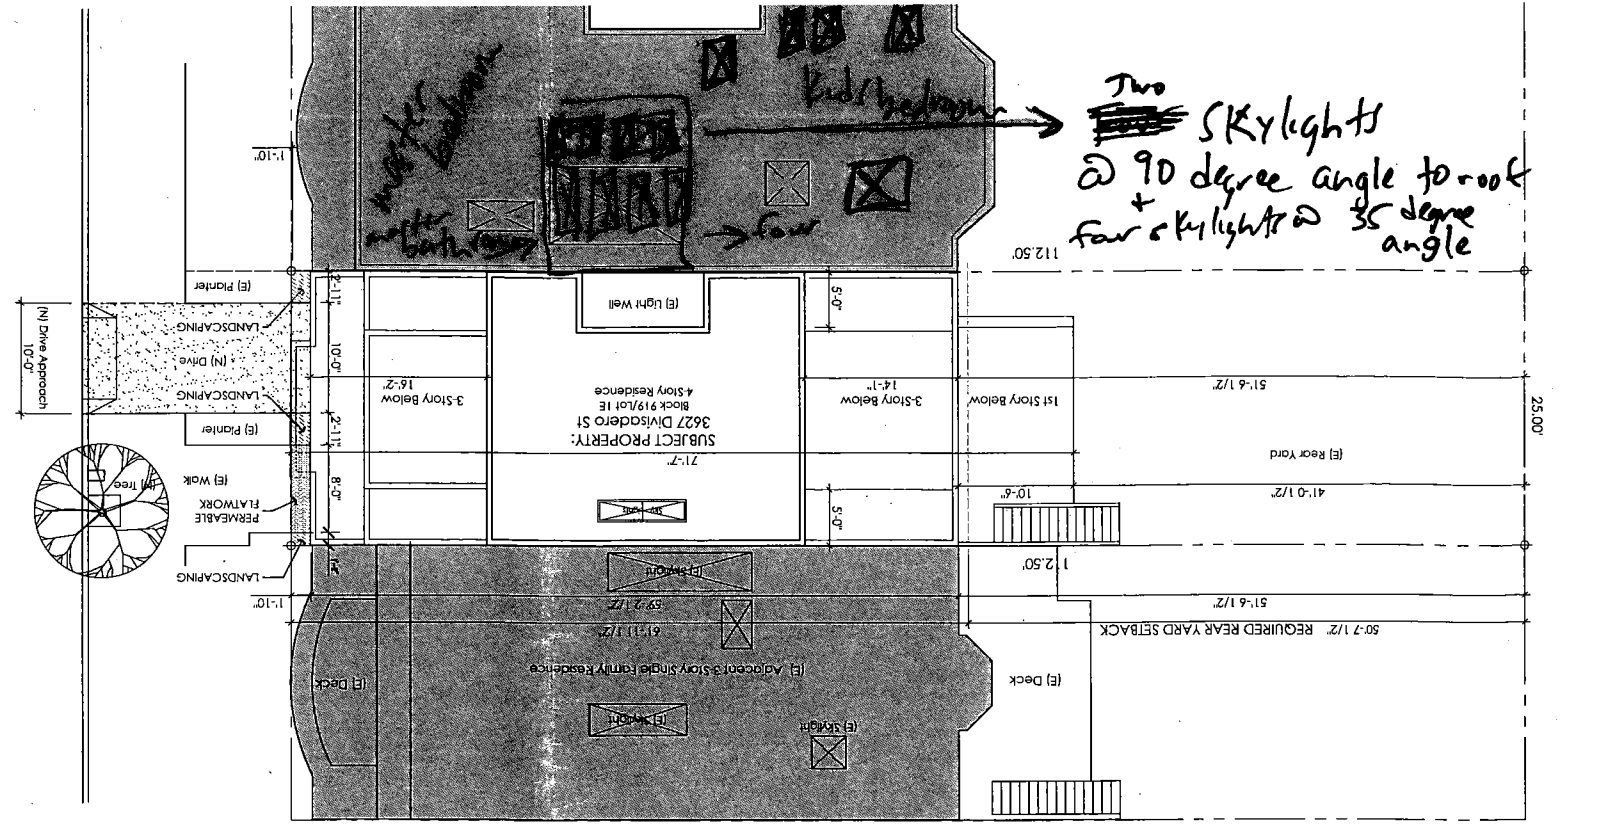 master
bedroom
master
bathroom
Kids bedroom
→ four
Two
SKylights
@ 90 degree angle to roof
+
four skylights @ 35 degree
angle
112.50'
1'-10"
(E) Planter
LANDSCAPING
(N) Drive
LANDSCAPING
(E) Planter
(N) Drive Approach
10'-0"
2'-11"
10'-0"
2'-11"
8'-0"
(E) Light Well
5'-0"
16'-2"
3-Story Below
SUBJECT PROPERTY:
3627 Divisadero St
Block 919/Lot 1E
4-Story Residence
71'-7"
14'-1"
3-Story Below
1st Story Below
51'-6 1/2"
25.00'
(E) Rear Yard
41'-0 1/2"
10'-6"
5'-0"
Skylights
(N) Tree
(E) Walk
PERMEABLE
FLATWORK
LANDSCAPING
1'-10"
(E) Skylight
59'-2 1/2"
61'-11 1/2"
(E) Adjacent 3-Story Single Family Residence
(E) Deck
(E) Skylight
(E) Skylight
112.50'
51'-6 1/2"
50'-7 1/2" REQUIRED REAR YARD SETBACK
(E) Deck